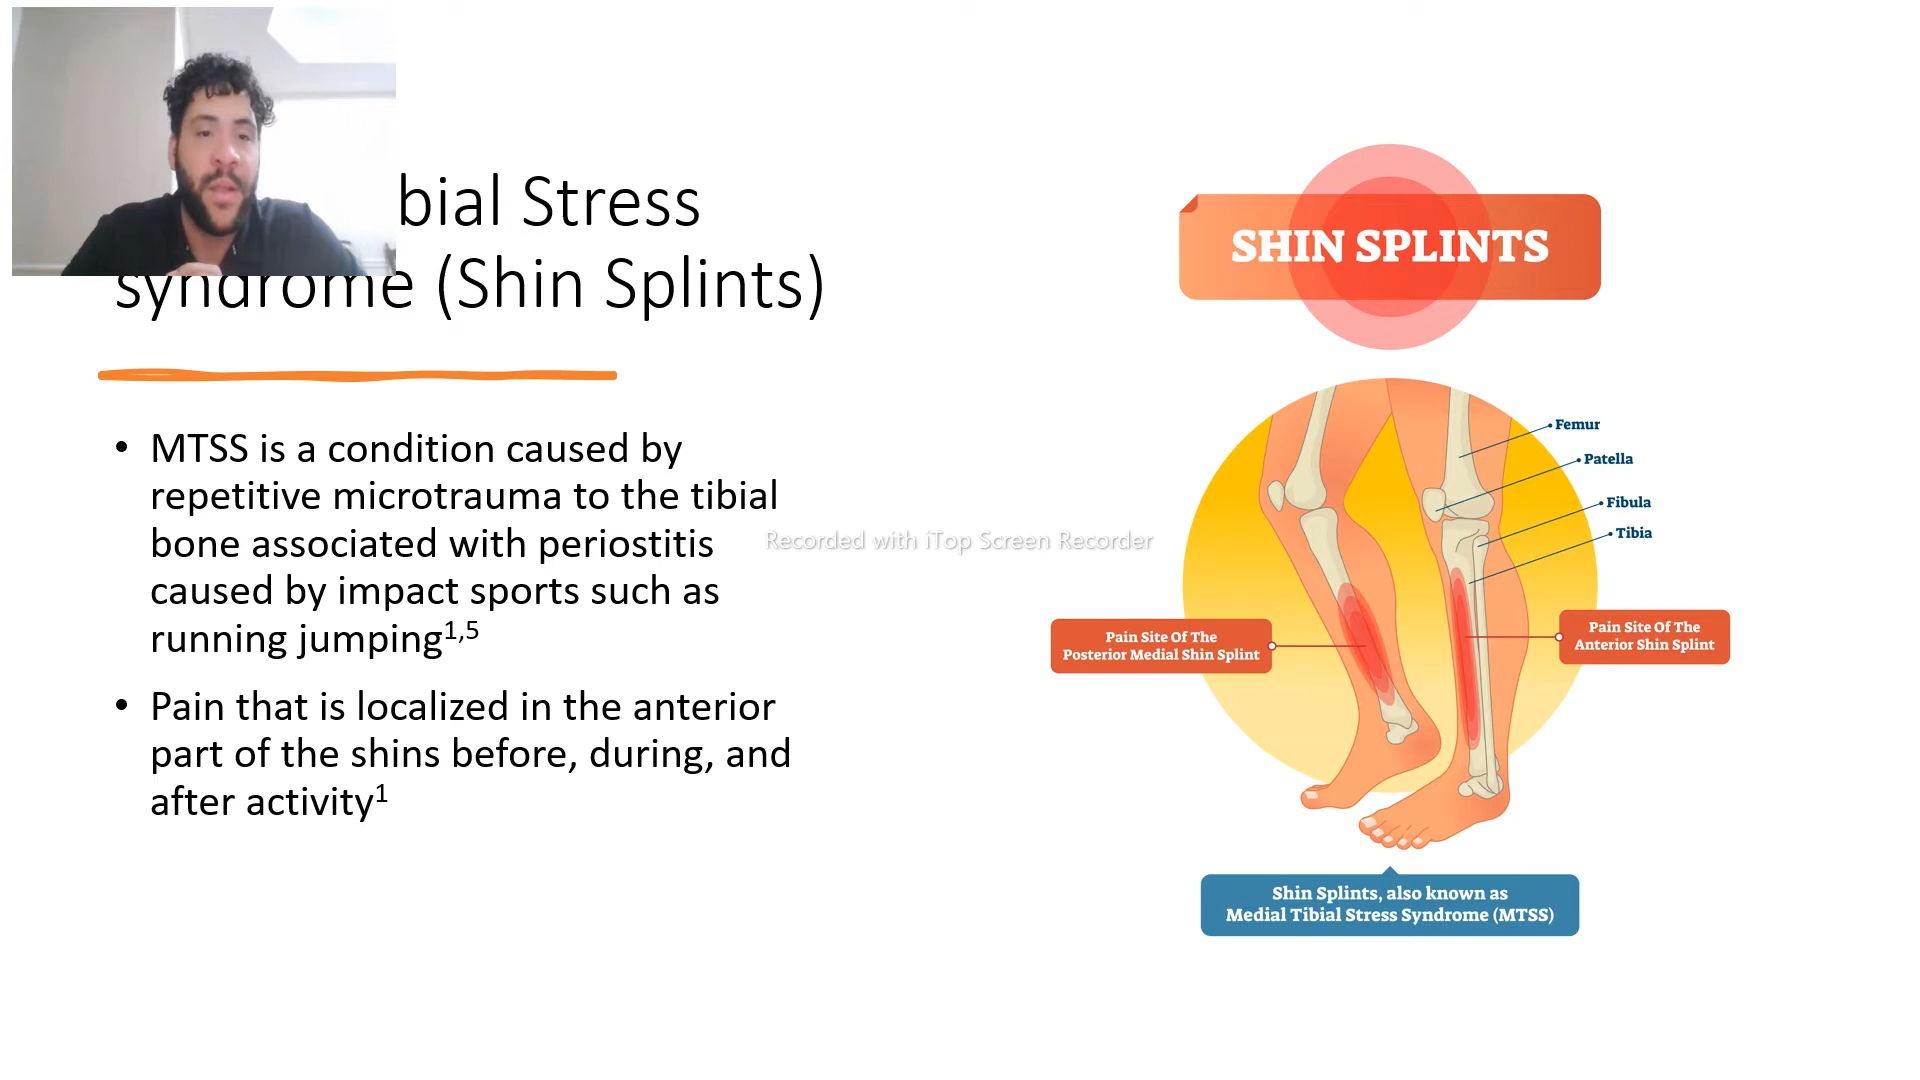 bial Stress
syndrome (Shin Splints)
• MTSS is a condition caused by
repetitive microtrauma to the tibial
bone associated with periostitis
caused by impact sports such as
running jumping1,5
• Pain that is localized in the anterior
part of the shins before, during, and
after activity1
Recorded with iTop Screen Recorder
SHIN SPLINTS
Femur
Patella
Fibula
Tibia
Pain Site Of The
Posterior Medial Shin Splint
Pain Site Of The
Anterior Shin Splint
Shin Splints, also known as
Medial Tibial Stress Syndrome (MTSS)